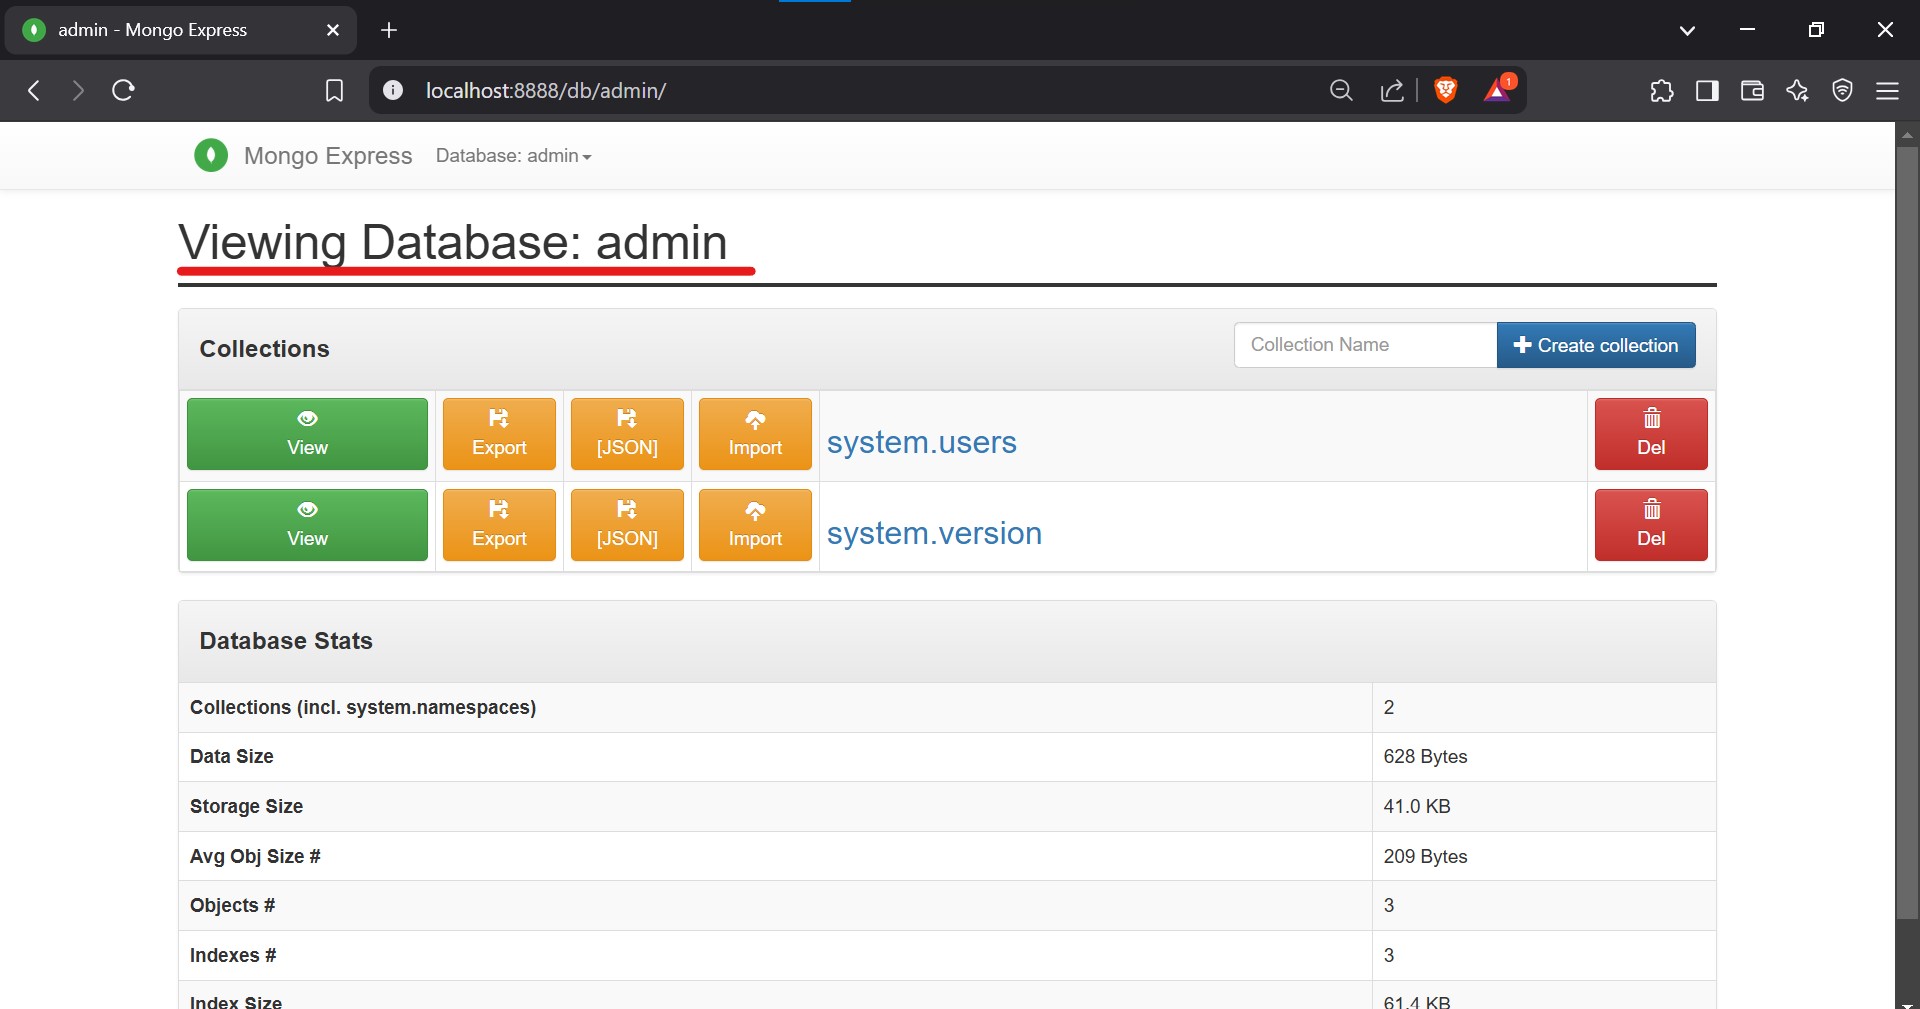 admin - Mongo Express
localhost:8888/db/admin/
1
Mongo Express Database: admin
Viewing Database: admin
Collections
Collection Name Create collection
View Export [JSON] Import system.users Del
View Export [JSON] Import system.version Del
Database Stats
Collections (incl. system.namespaces) 2
Data Size 628 Bytes
Storage Size 41.0 KB
Avg Obj Size # 209 Bytes
Objects # 3
Indexes # 3
Index Size 61.4 KB